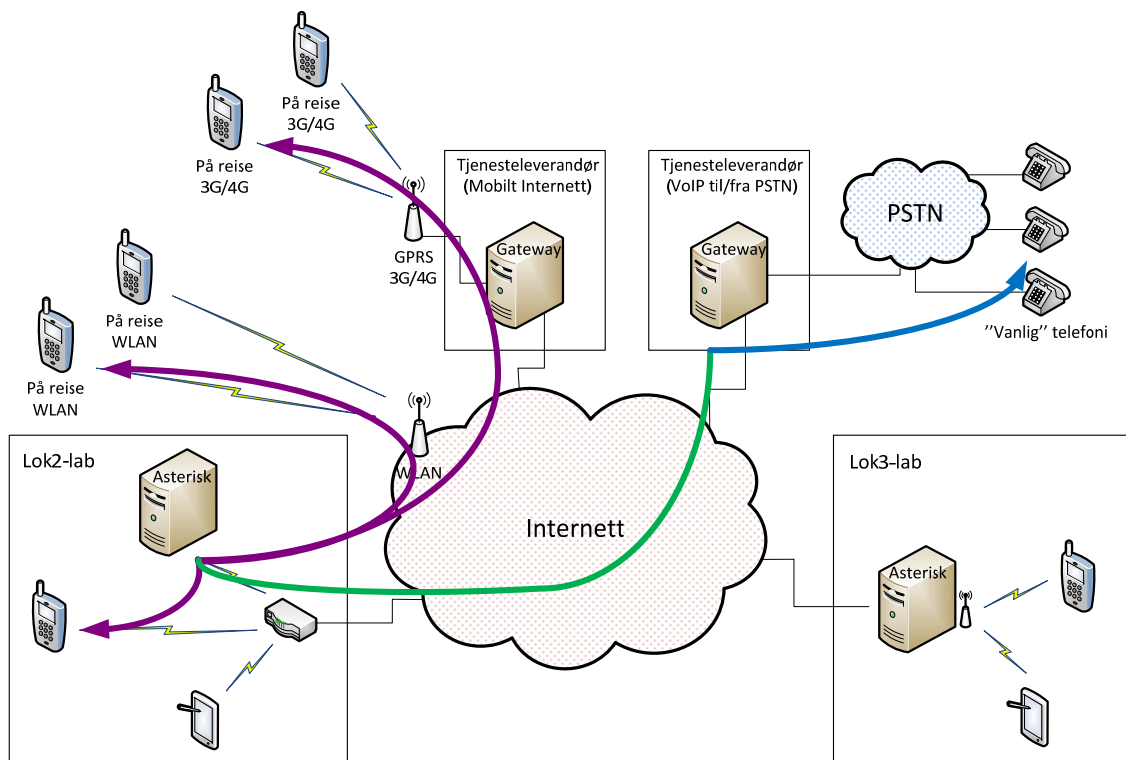 På reise
3G/4G
På reise
3G/4G
Tjenesteleverandør
(Mobilt Internett)
Gateway
GPRS
3G/4G
Tjenesteleverandør
(VoIP til/fra PSTN)
Gateway
PSTN
”Vanlig” telefoni
På reise
WLAN
På reise
WLAN
WLAN
Lok2-lab
Asterisk
Internett
Lok3-lab
Asterisk